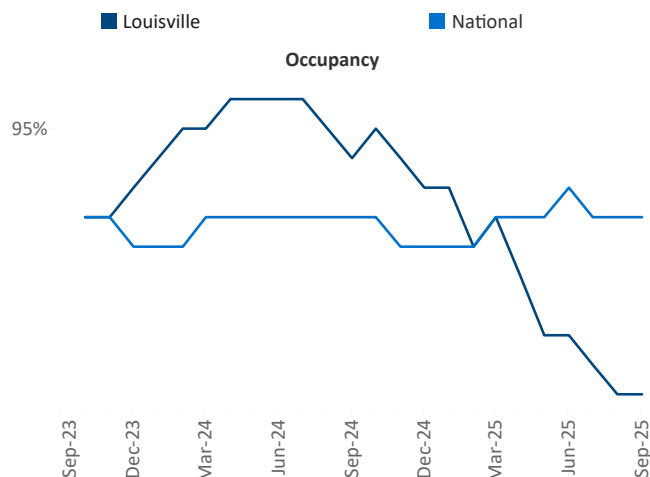 Louisville National
Occupancy
95%
Sep-23 Dec-23 Mar-24 Jun-24 Sep-24 Dec-24 Mar-25 Jun-25 Sep-25